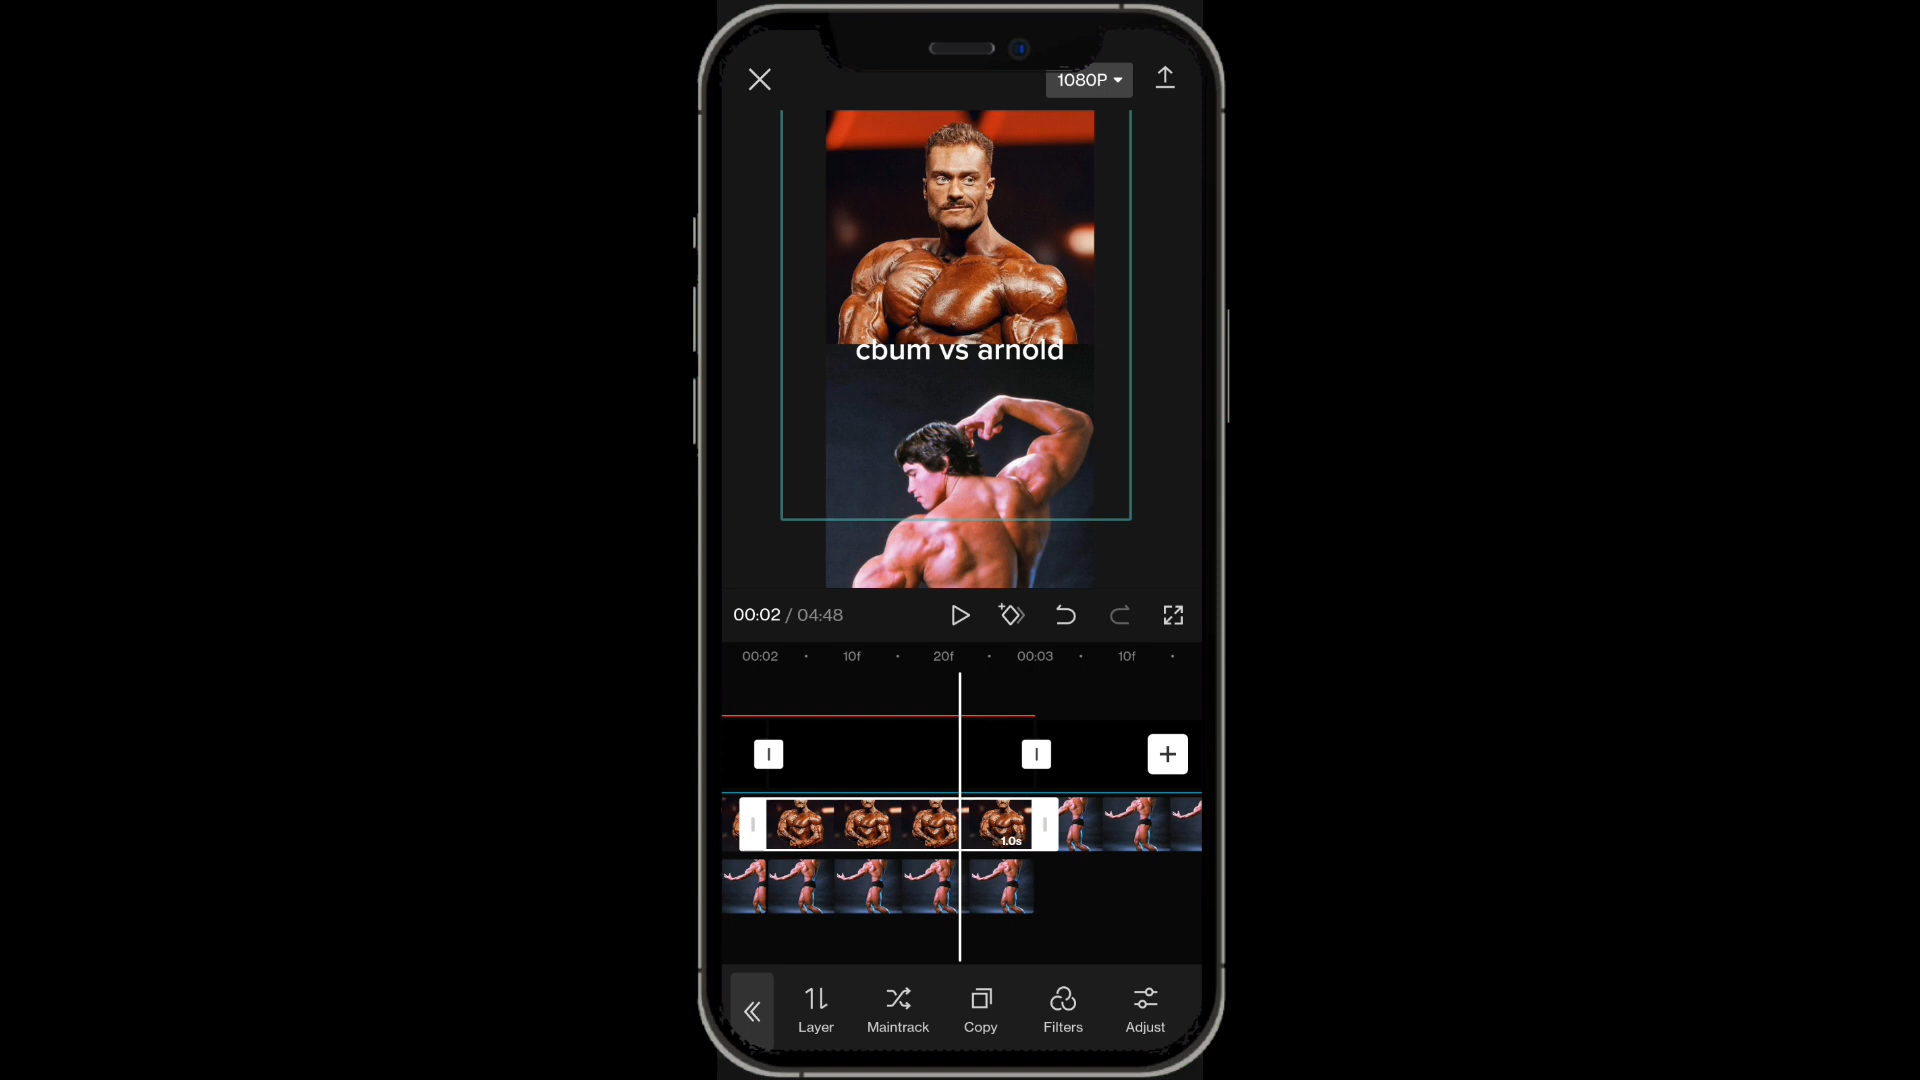 1080P
cbum vs arnold
00:02 / 04:48
00:02 10f 20f 00:03 10f
1.0s
Layer Maintrack Copy Filters Adjust